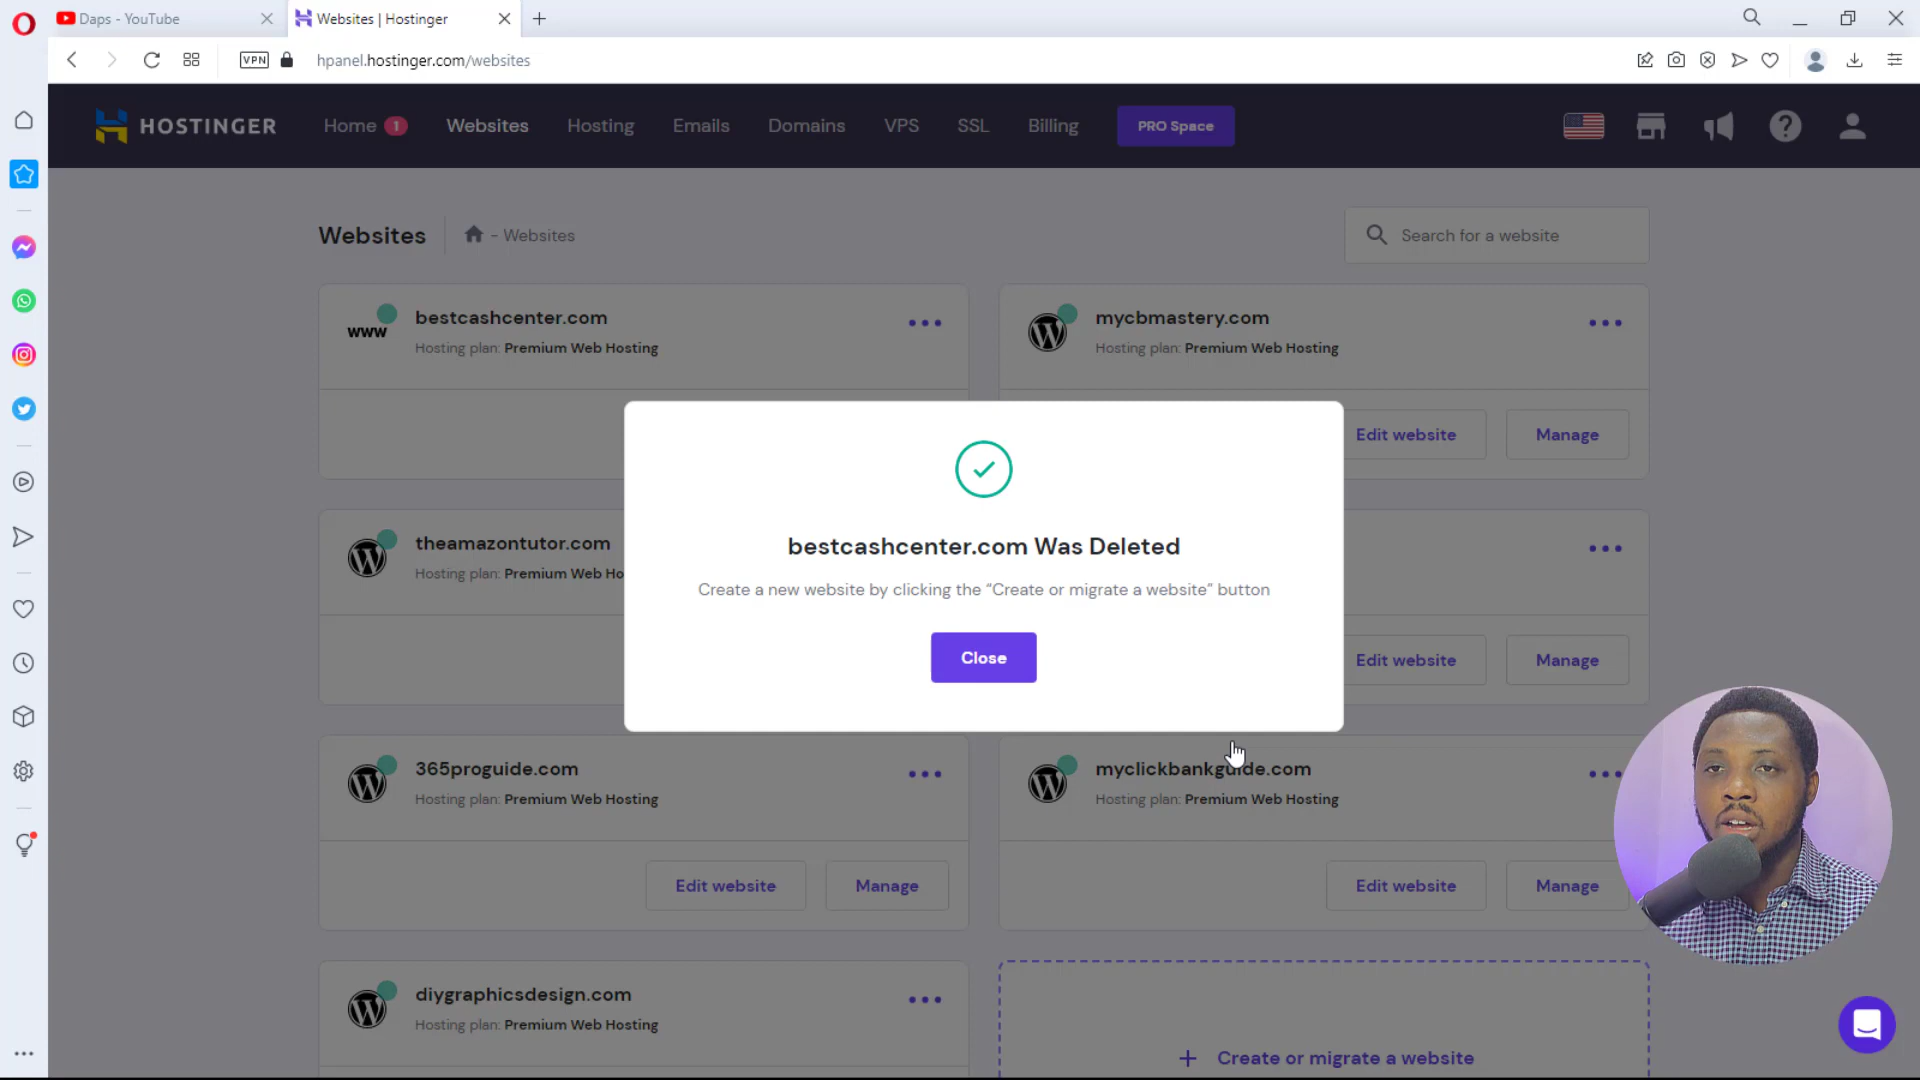 Daps - YouTube
Websites | Hostinger
VPN
hpanel.hostinger.com/websites
HOSTINGER
Home 1
Websites
Hosting
Emails
Domains
VPS
SSL
Billing
PRO Space
Websites
- Websites
Search for a website
www
bestcashcenter.com
Hosting plan: Premium Web Hosting
mycbmastery.com
Hosting plan: Premium Web Hosting
Edit website
Manage
bestcashcenter.com Was Deleted
Create a new website by clicking the “Create or migrate a website” button
Close
theamazontutor.com
Hosting plan: Premium Web Ho
Edit website
Manage
365proguide.com
Hosting plan: Premium Web Hosting
Edit website
Manage
myclickbankguide.com
Hosting plan: Premium Web Hosting
Edit website
Manage
diygraphicsdesign.com
Hosting plan: Premium Web Hosting
+ Create or migrate a website